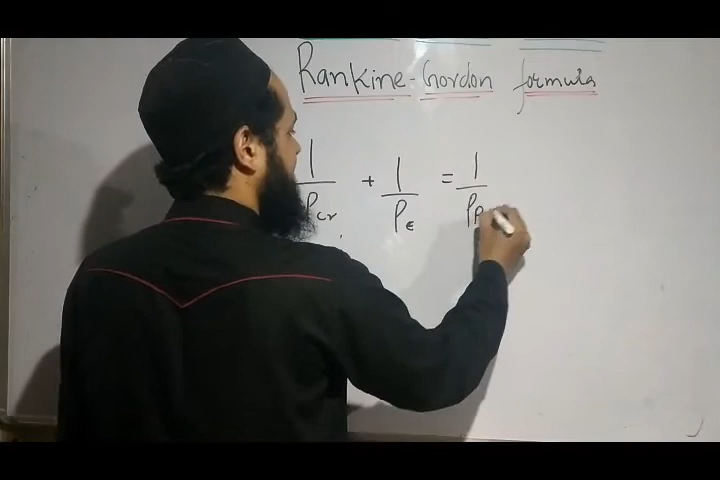 Rankine-Gordon formula
1/Pcr + 1/PE = 1/PR